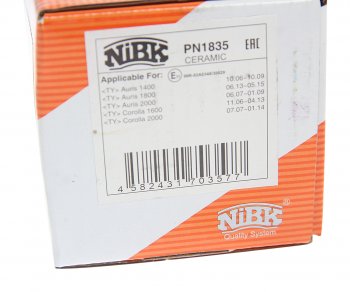 NiBK PN1835 EAC
CERAMIC
Applicable For: E
<TY> Auris 1400 10.06-10.09
<TY> Auris 1800 06.13-05.15
<TY> Auris 2000 06.07-01.09
<TY> Corolla 1600 11.06-04.13
<TY> Corolla 2000 07.07-01.14
4 582431 703577
NiBK ®
Quality System